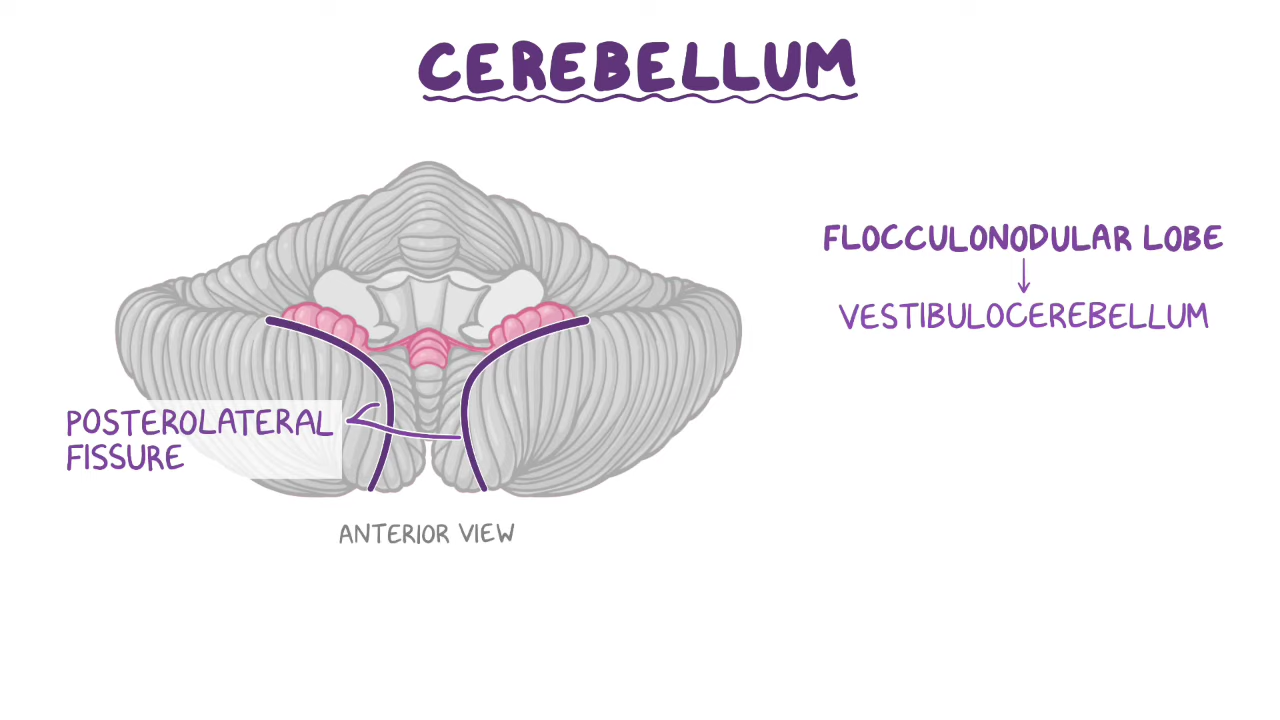 CEREBELLUM
FLOCCULONODULAR LOBE
VESTIBULOCEREBELLUM
POSTEROLATERAL
FISSURE
ANTERIOR VIEW